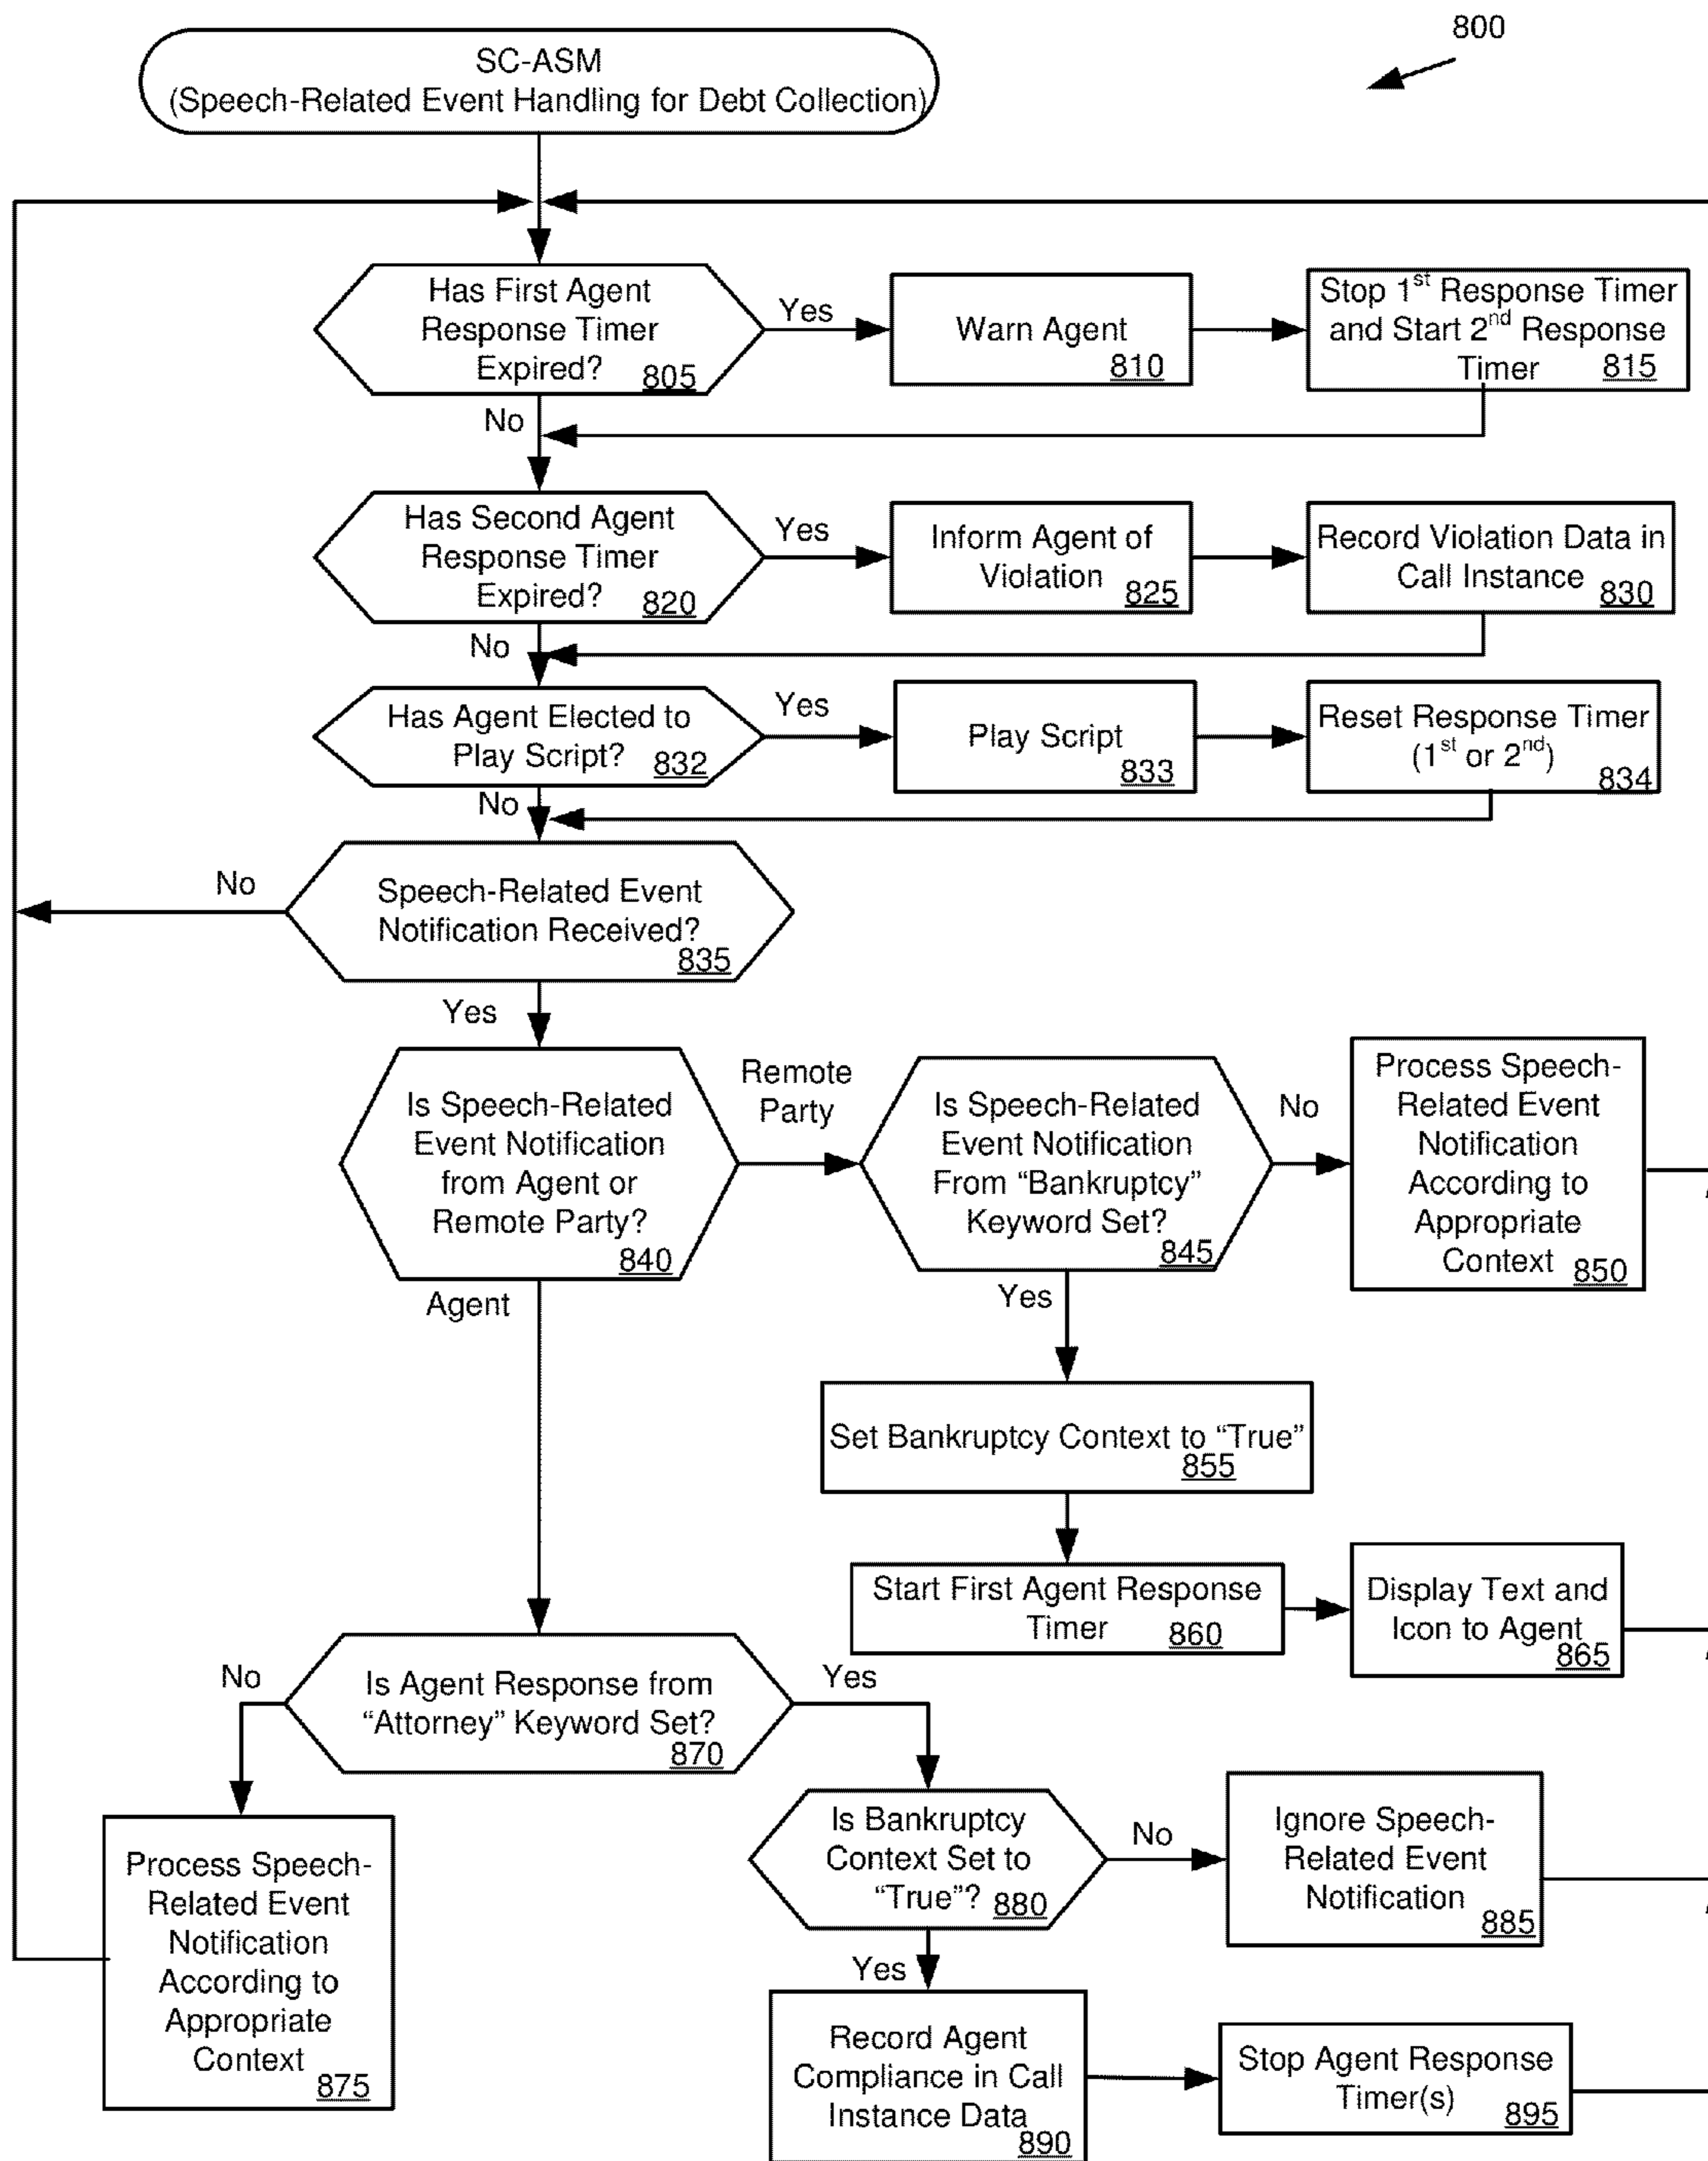 800
SC-ASM
(Speech-Related Event Handling for Debt Collection)
Has First Agent
Response Timer
Expired? 805
Yes
Warn Agent
810
Stop 1st Response Timer
and Start 2nd Response
Timer 815
No
Has Second Agent
Response Timer
Expired? 820
Yes
Inform Agent of
Violation 825
Record Violation Data in
Call Instance 830
No
Has Agent Elected to
Play Script? 832
Yes
Play Script
833
Reset Response Timer
(1st or 2nd)
834
No
Speech-Related Event
Notification Received?
835
No
Yes
Is Speech-Related
Event Notification
from Agent or
Remote Party?
840
Remote
Party
Is Speech-Related
Event Notification
From “Bankruptcy”
Keyword Set?
845
No
Process Speech-
Related Event
Notification
According to
Appropriate
Context 850
Agent
Yes
Set Bankruptcy Context to “True”
855
Start First Agent Response
Timer 860
Display Text and
Icon to Agent
865
Is Agent Response from
“Attorney” Keyword Set?
870
No
Yes
Process Speech-
Related Event
Notification
According to
Appropriate
Context
875
Is Bankruptcy
Context Set to
“True”? 880
No
Ignore Speech-
Related Event
Notification
885
Yes
Record Agent
Compliance in Call
Instance Data
890
Stop Agent Response
Timer(s) 895